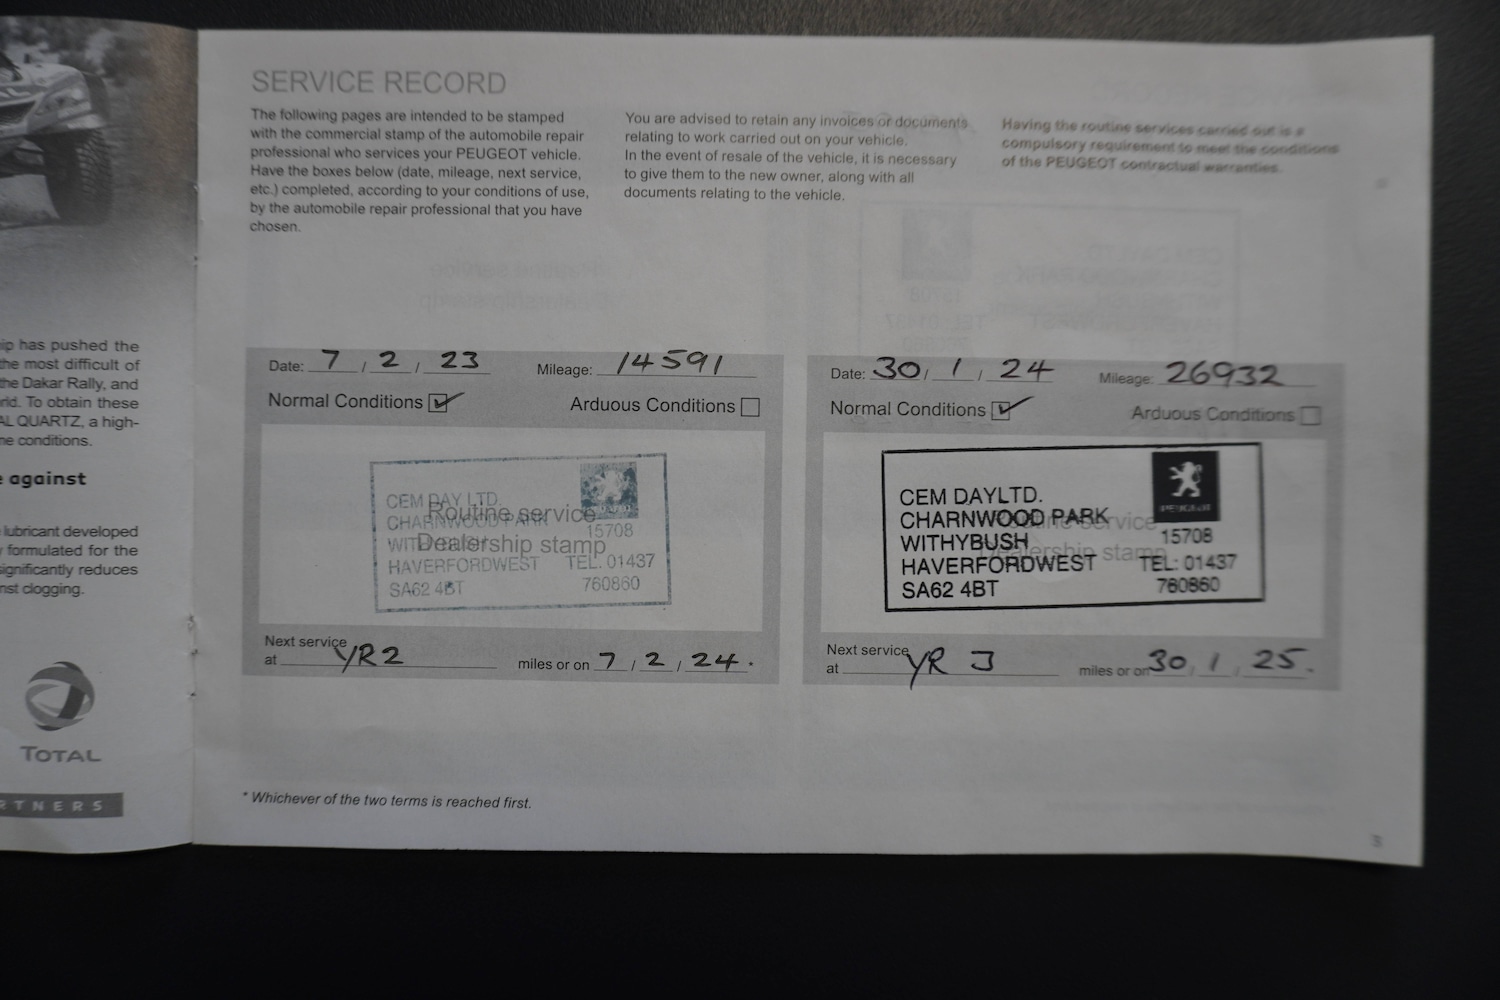 SERVICE RECORD
The following pages are intended to be stamped
with the commercial stamp of the automobile repair
professional who services your PEUGEOT vehicle.
Have the boxes below (date, mileage, next service,
etc.) completed, according to your conditions of use,
by the automobile repair professional that you have
chosen.
You are advised to retain any invoices or documents
relating to work carried out on your vehicle.
In the event of resale of the vehicle, it is necessary
to give them to the new owner, along with all
documents relating to the vehicle.
Having the routine services carried out is a
compulsory requirement to meet the conditions
of the PEUGEOT contractual warranties.
ip has pushed the
the most difficult of
the Dakar Rally, and
rld. To obtain these
AL QUARTZ, a high-
ne conditions.
against
lubricant developed
formulated for the
significantly reduces
nst clogging.
TOTAL
RTNERS
Date: 7 / 2 / 23 Mileage: 14591
Normal Conditions Arduous Conditions
Routine service
Dealership stamp
CEM DAY LTD.
CHARNWOOD PARK
WITHYBUSH
HAVERFORDWEST
SA62 4BT
15708
TEL: 01437
760860
Next service
at YR2 miles or on 7 / 2 / 24.
Date: 30 / 1 / 24 Mileage: 26932
Normal Conditions Arduous Conditions
Routine service
Dealership stamp
CEM DAYLTD.
CHARNWOOD PARK
WITHYBUSH
HAVERFORDWEST
SA62 4BT
PEUGEOT
15708
TEL: 01437
760860
Next service
at YR 3 miles or on 30 / 1 / 25.
* Whichever of the two terms is reached first.